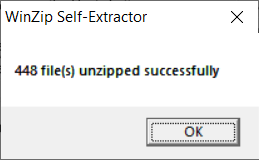 WinZip Self-Extractor
448 file(s) unzipped successfully
OK